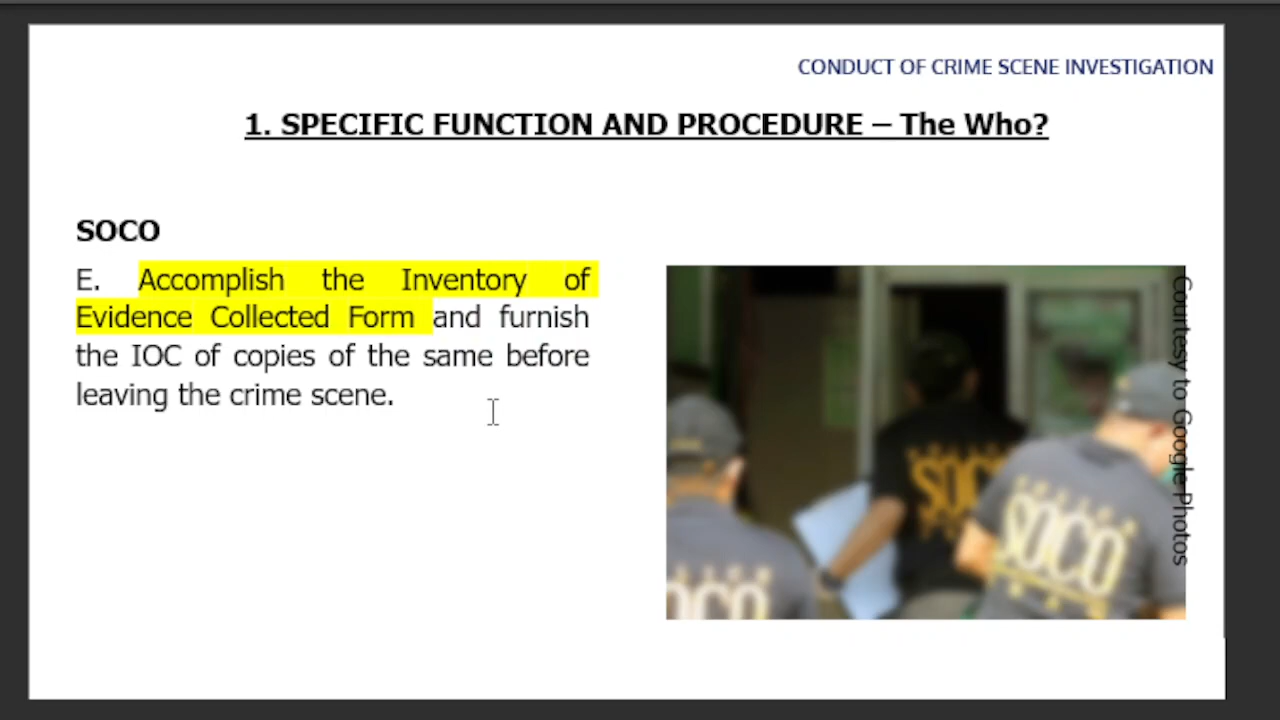 CONDUCT OF CRIME SCENE INVESTIGATION
1. SPECIFIC FUNCTION AND PROCEDURE – The Who?
SOCO
E. Accomplish the Inventory of
Evidence Collected Form and furnish
the IOC of copies of the same before
leaving the crime scene.
Courtesy to Google Photos
SOCO
SOCO